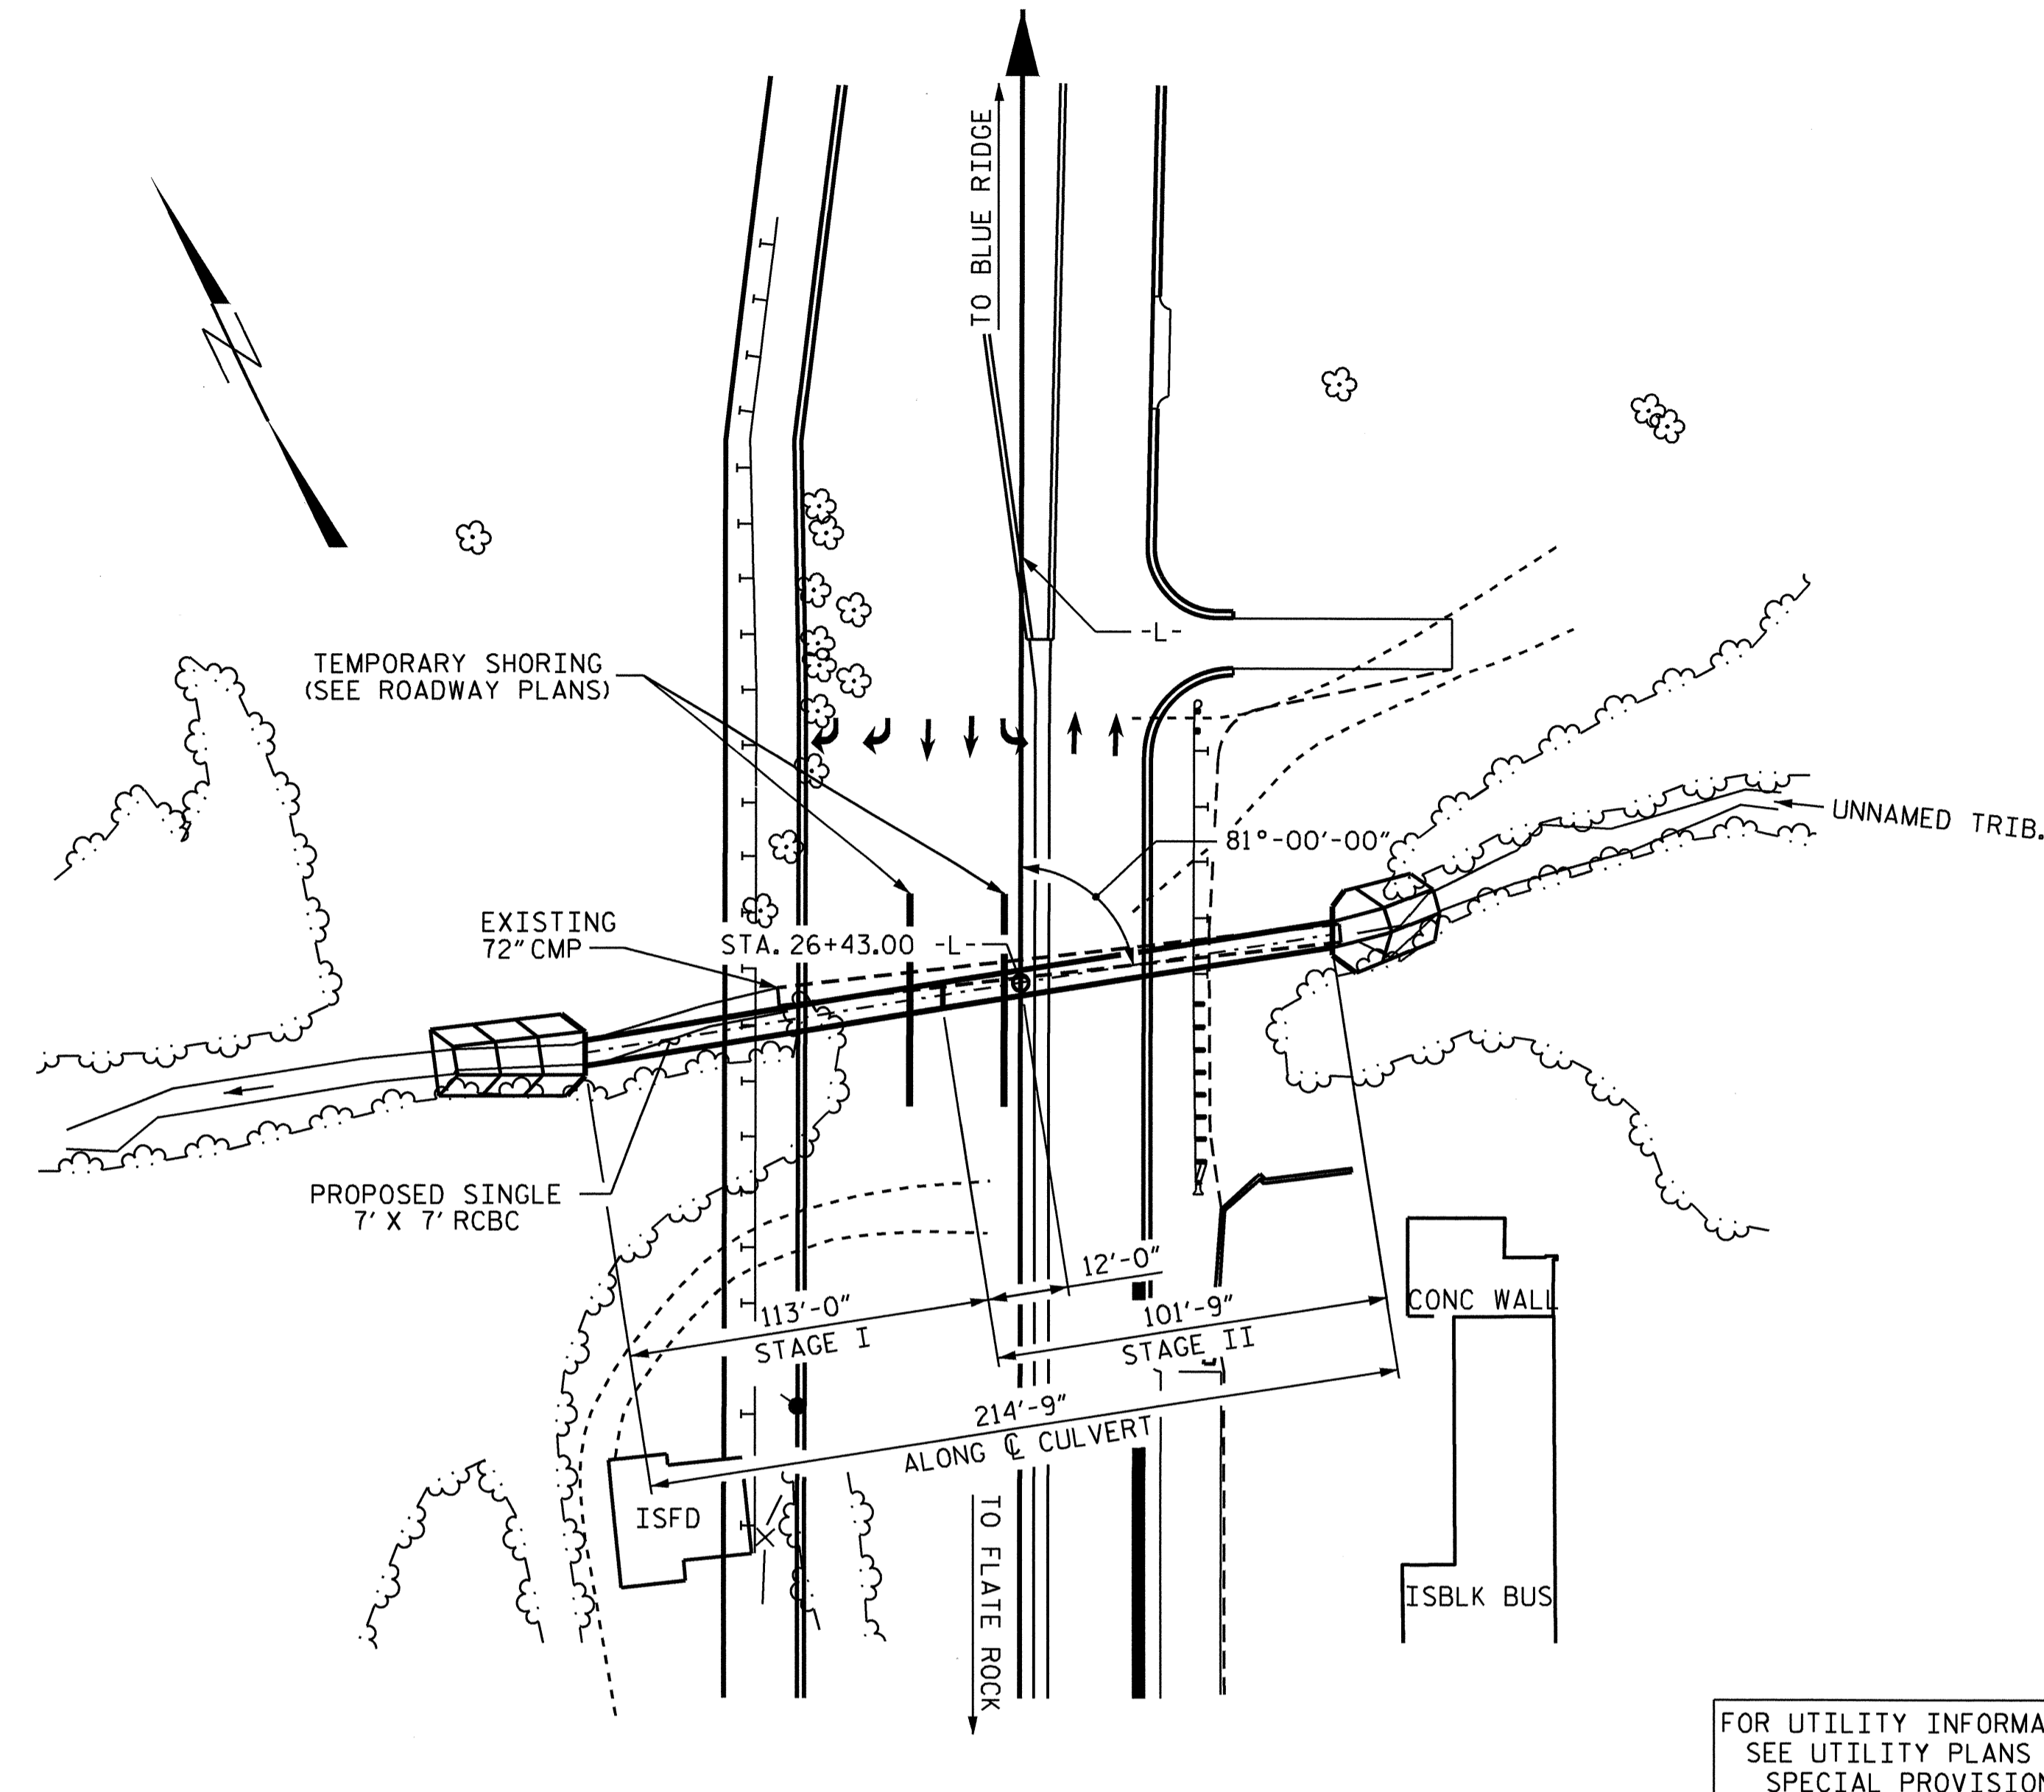 TO BLUE RIDGE
-L-
TEMPORARY SHORING
(SEE ROADWAY PLANS)
81°-00'-00"
UNNAMED TRIB.
EXISTING
72" CMP
STA. 26+43.00 -L-
PROPOSED SINGLE
7' X 7' RCBC
12'-0"
113'-0"
STAGE I
101'-9"
STAGE II
CONC WALL
214'-9"
ALONG ℄ CULVERT
ISFD
TO FLATE ROCK
ISBLK BUS
FOR UTILITY INFORMA
SEE UTILITY PLANS
SPECIAL PROVISION